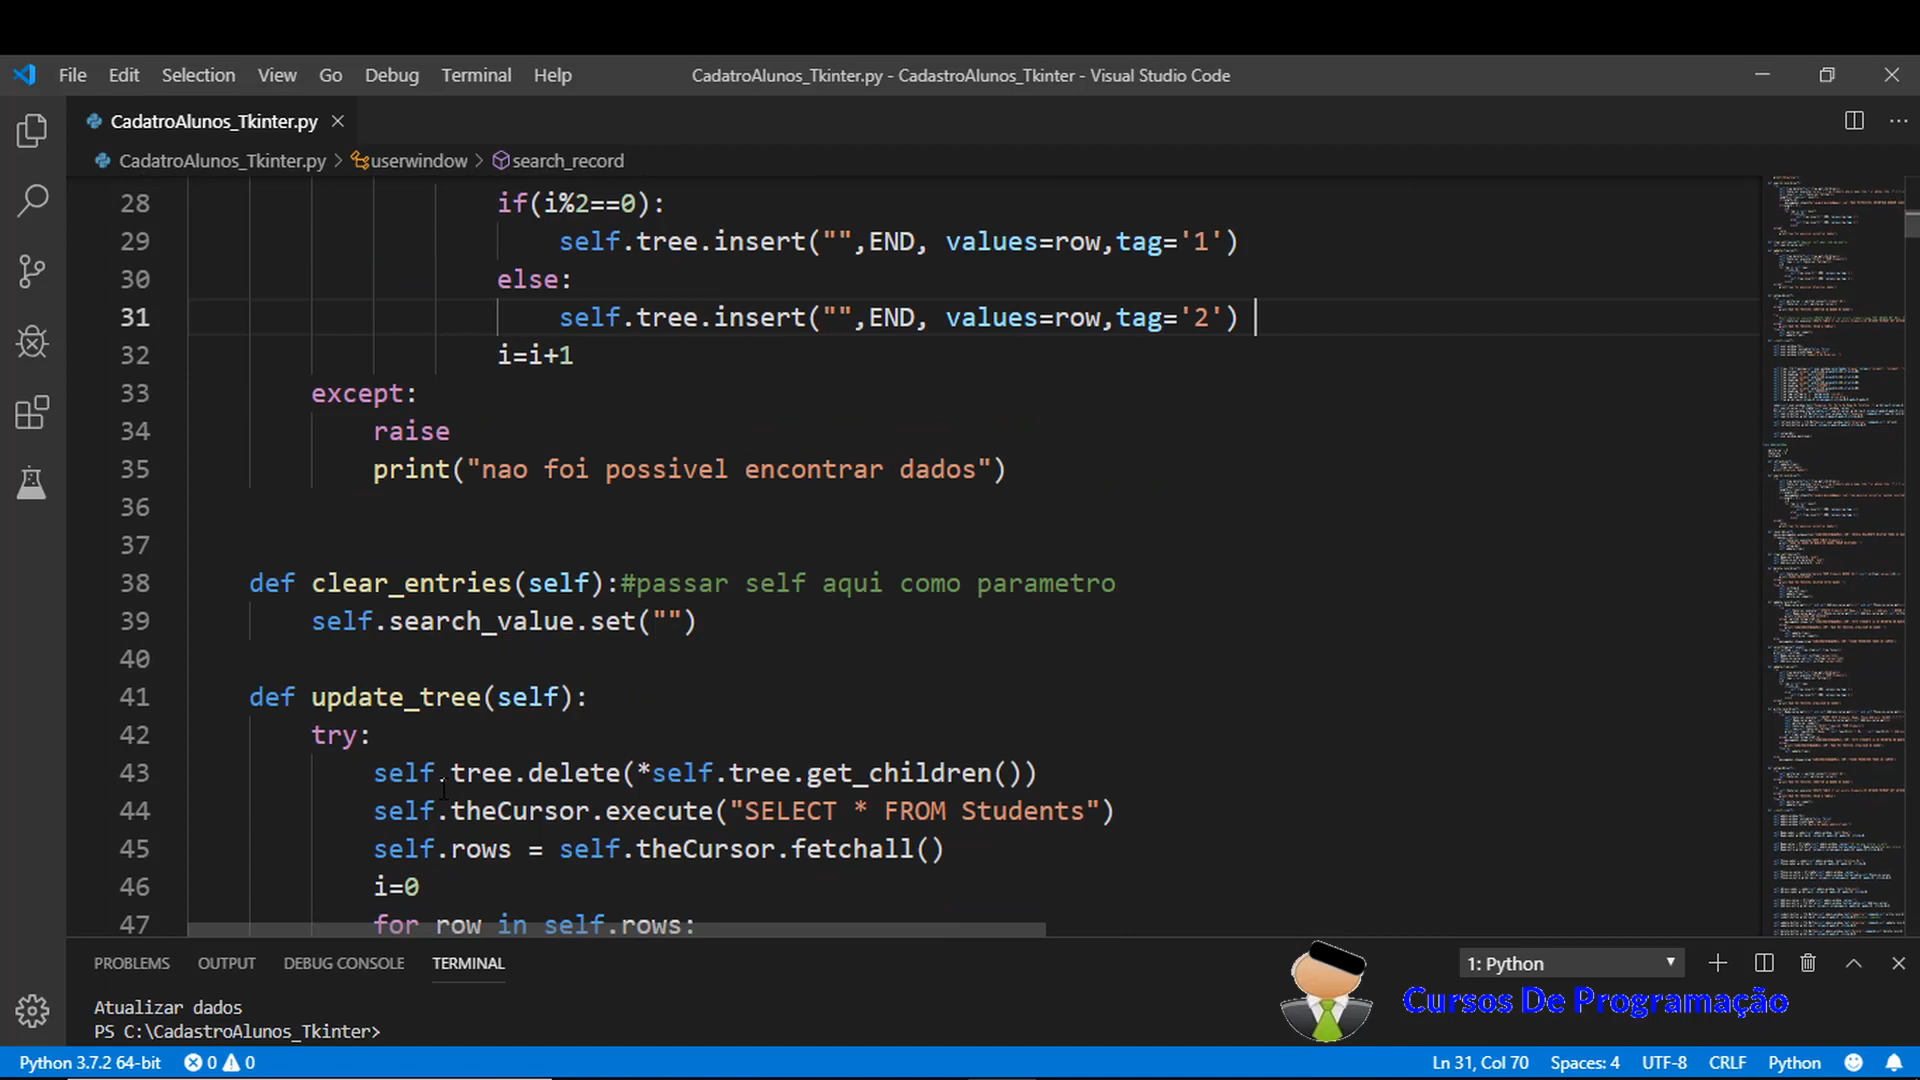 File Edit Selection View Go Debug Terminal Help CadatroAlunos_Tkinter.py - CadastroAlunos_Tkinter - Visual Studio Code
CadatroAlunos_Tkinter.py
CadatroAlunos_Tkinter.py > userwindow > search_record
28 if(i%2==0):
29 self.tree.insert("",END, values=row,tag='1')
30 else:
31 self.tree.insert("",END, values=row,tag='2')
32 i=i+1
33 except:
34 raise
35 print("nao foi possivel encontrar dados")
36
37
38 def clear_entries(self):#passar self aqui como parametro
39 self.search_value.set("")
40
41 def update_tree(self):
42 try:
43 self.tree.delete(*self.tree.get_children())
44 self.theCursor.execute("SELECT * FROM Students")
45 self.rows = self.theCursor.fetchall()
46 i=0
47 for row in self.rows:
PROBLEMS OUTPUT DEBUG CONSOLE TERMINAL 1: Python
Atualizar dados
PS C:\CadastroAlunos_Tkinter>
Cursos De Programação
Python 3.7.2 64-bit 0 0 Ln 31, Col 70 Spaces: 4 UTF-8 CRLF Python